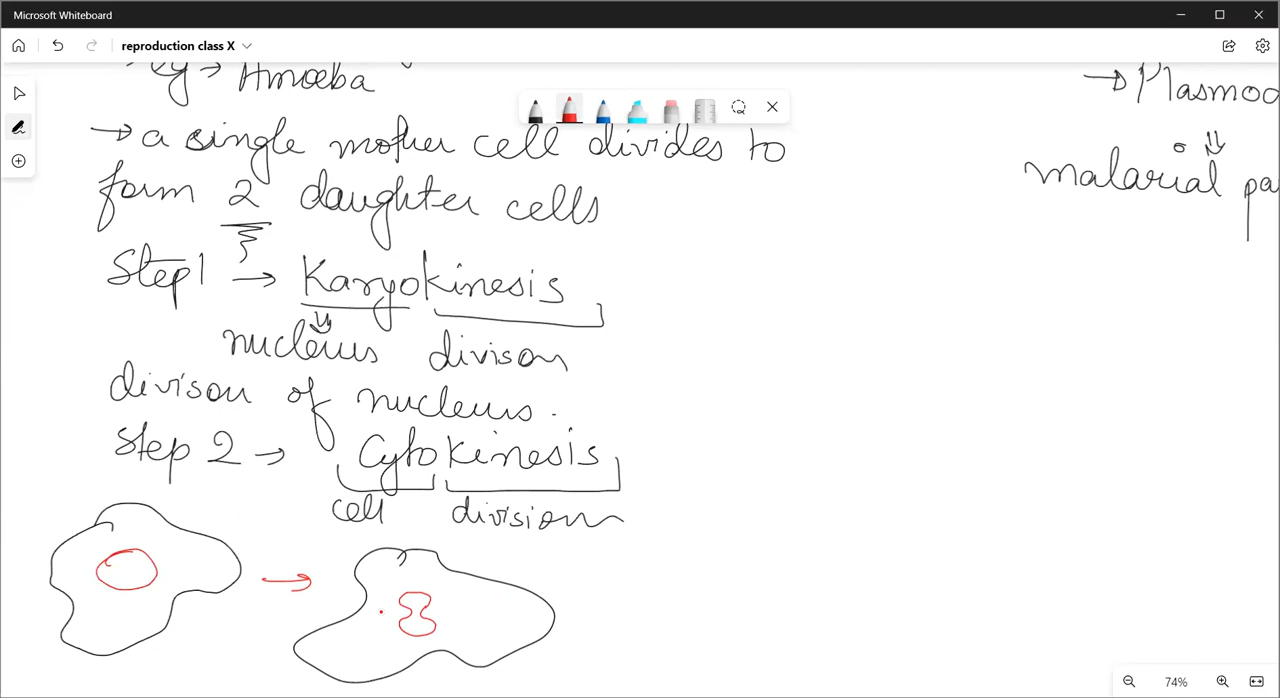 Microsoft Whiteboard
reproduction class X
eg → Amoeba
→ a single mother cell divides to
form 2 daughter cells
Step 1 → Karyokinesis
nucleus divison
divison of nucleus.
Step 2 → Cytokinesis
cell division
→ Plasmod
malarial pa
74%